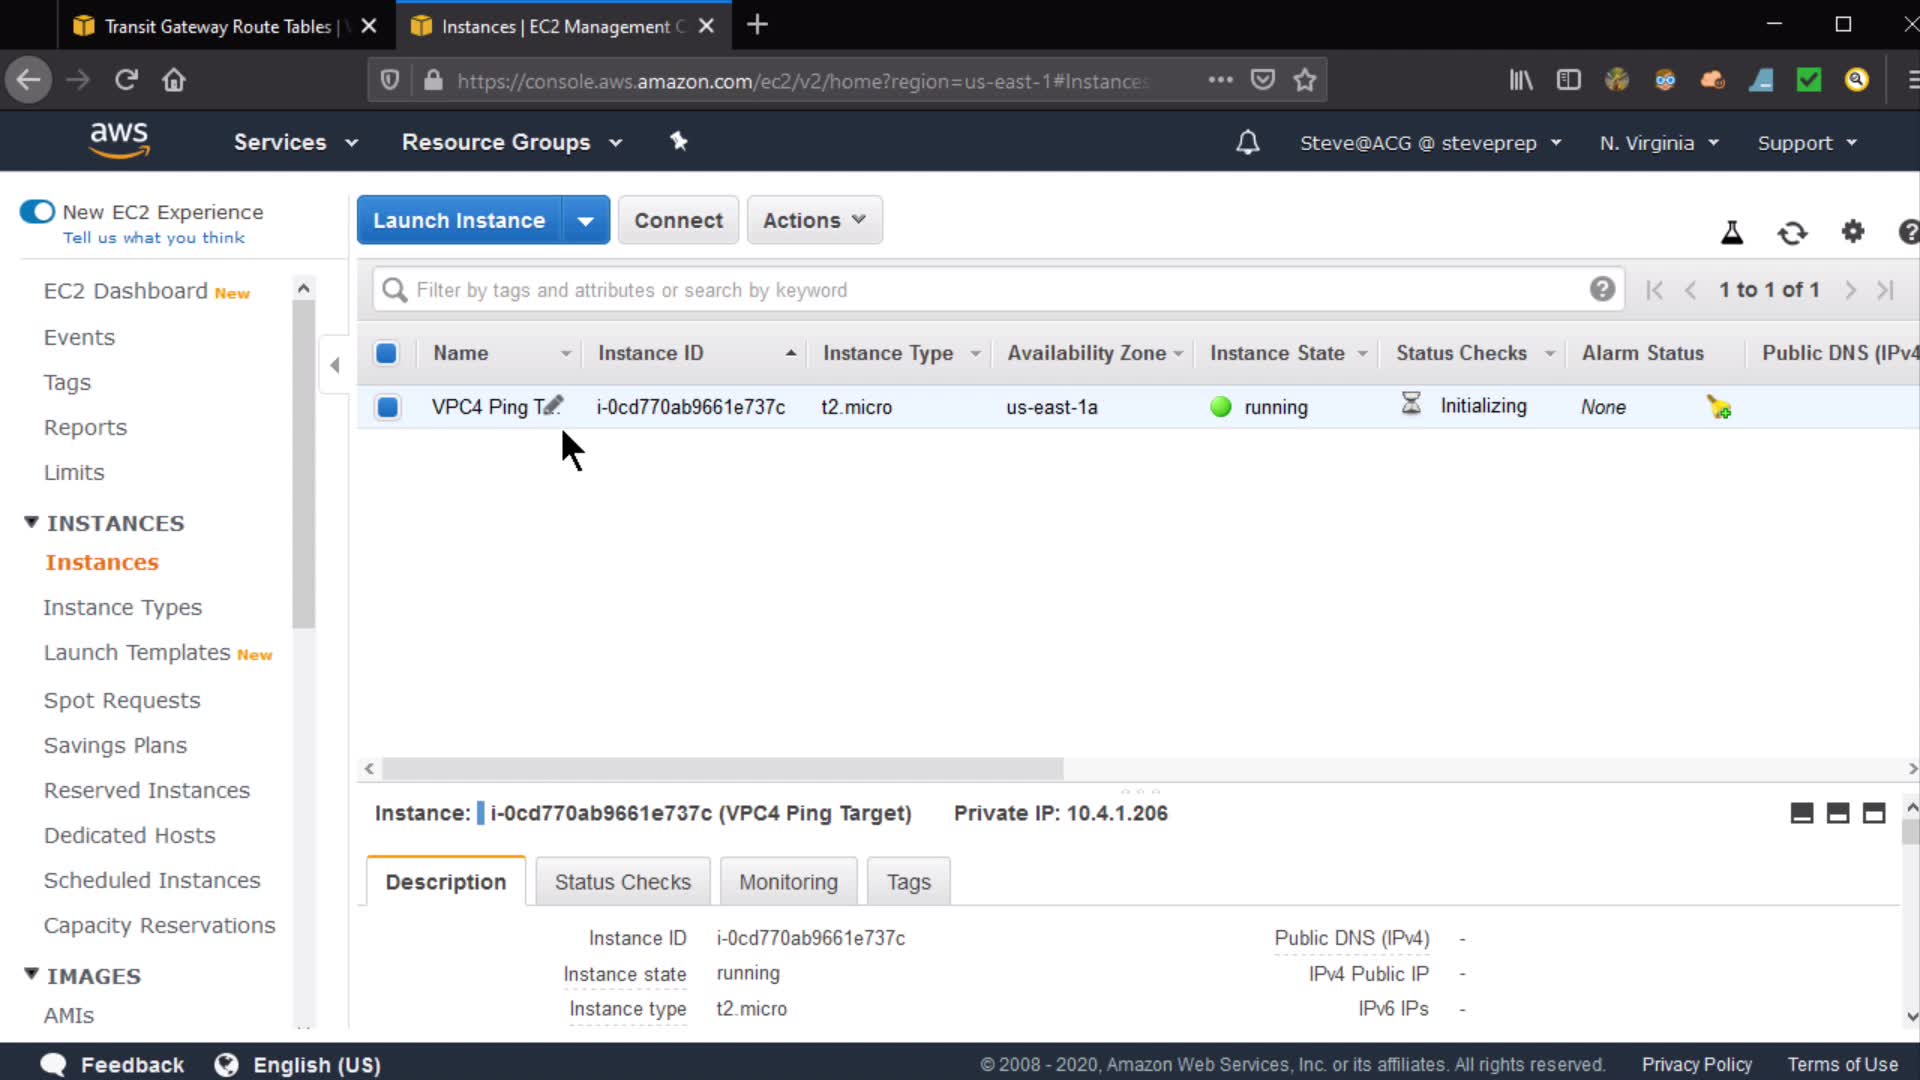 Transit Gateway Route Tables |
Instances | EC2 Management C
https://console.aws.amazon.com/ec2/v2/home?region=us-east-1#Instances
aws
Services
Resource Groups
Steve@ACG @ steveprep
N. Virginia
Support
New EC2 Experience
Tell us what you think
Launch Instance
Connect
Actions
EC2 Dashboard New
Events
Tags
Reports
Limits
INSTANCES
Instances
Instance Types
Launch Templates New
Spot Requests
Savings Plans
Reserved Instances
Dedicated Hosts
Scheduled Instances
Capacity Reservations
IMAGES
AMIs
Filter by tags and attributes or search by keyword
1 to 1 of 1
Name Instance ID Instance Type Availability Zone Instance State Status Checks Alarm Status Public DNS (IPv4
VPC4 Ping T... i-0cd770ab9661e737c t2.micro us-east-1a running Initializing None
Instance: i-0cd770ab9661e737c (VPC4 Ping Target) Private IP: 10.4.1.206
Description Status Checks Monitoring Tags
Instance ID i-0cd770ab9661e737c Public DNS (IPv4) -
Instance state running IPv4 Public IP -
Instance type t2.micro IPv6 IPs -
Feedback
English (US)
© 2008 - 2020, Amazon Web Services, Inc. or its affiliates. All rights reserved.
Privacy Policy
Terms of Use